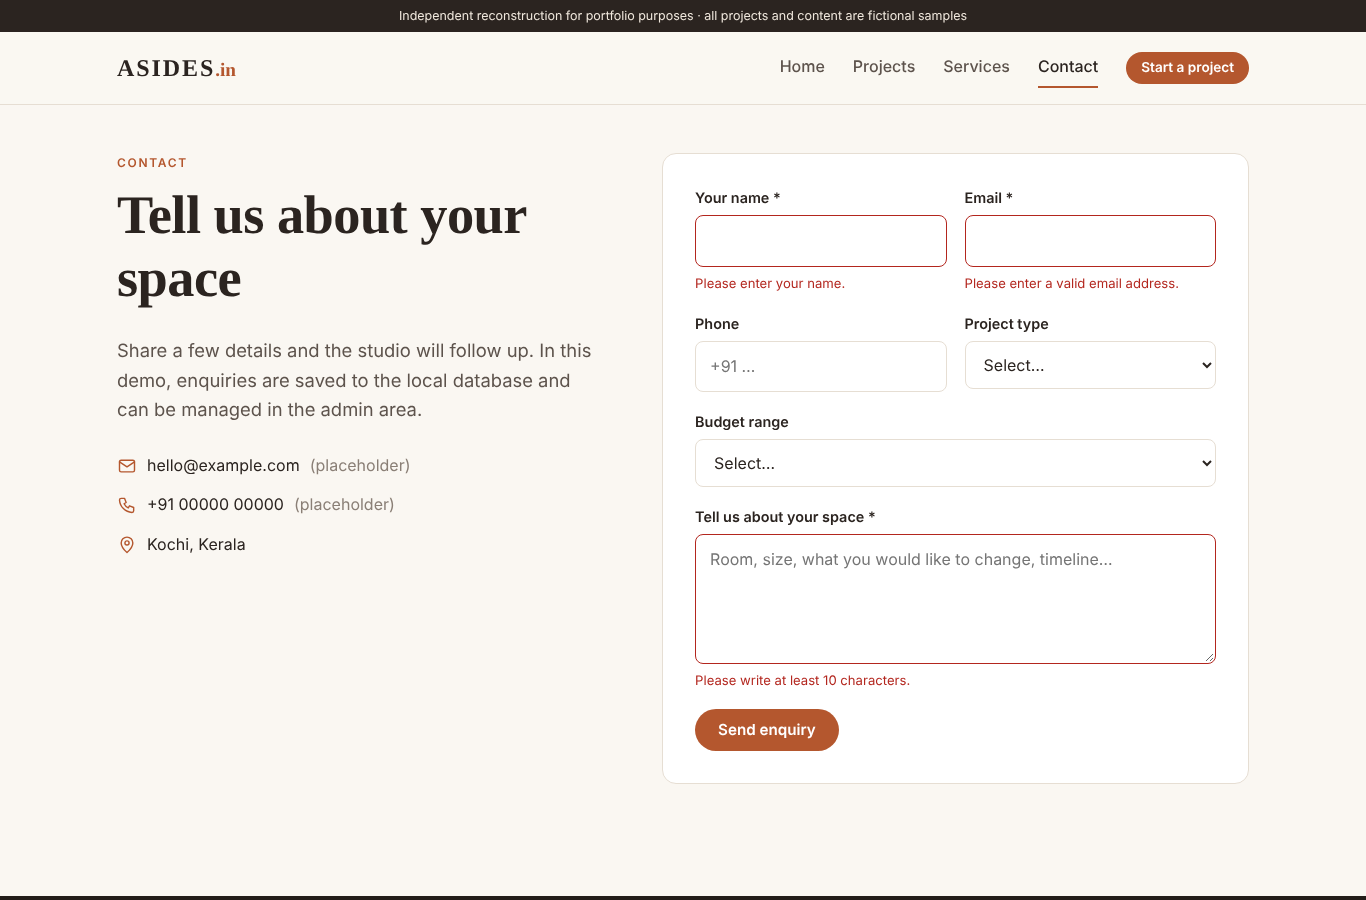 Independent reconstruction for portfolio purposes · all projects and content are fictional samples
ASIDES.in
Home
Projects
Services
Contact
Start a project
CONTACT
Tell us about your
space
Share a few details and the studio will follow up. In this
demo, enquiries are saved to the local database and
can be managed in the admin area.
hello@example.com (placeholder)
+91 00000 00000 (placeholder)
Kochi, Kerala
Your name *
Email *
Please enter your name.
Please enter a valid email address.
Phone
Project type
+91 ...
Select...
Budget range
Select...
Tell us about your space *
Room, size, what you would like to change, timeline...
Please write at least 10 characters.
Send enquiry